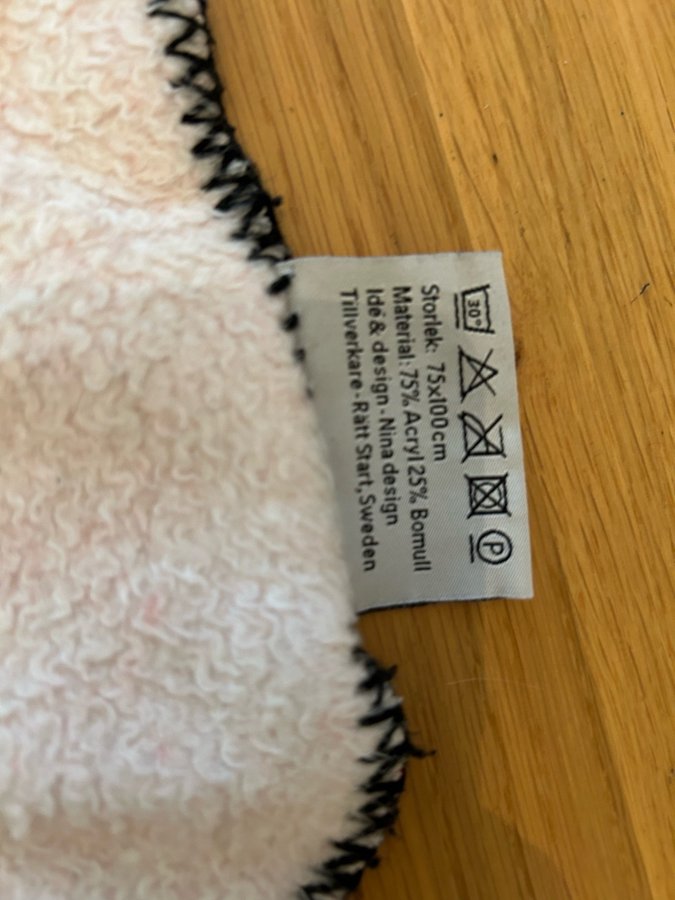 30°
P
Storlek: 75x100cm
Material: 75% Acryl 25% Bomull
Idé & design - Nina design
Tillverkare - Rätt Start, Sweden